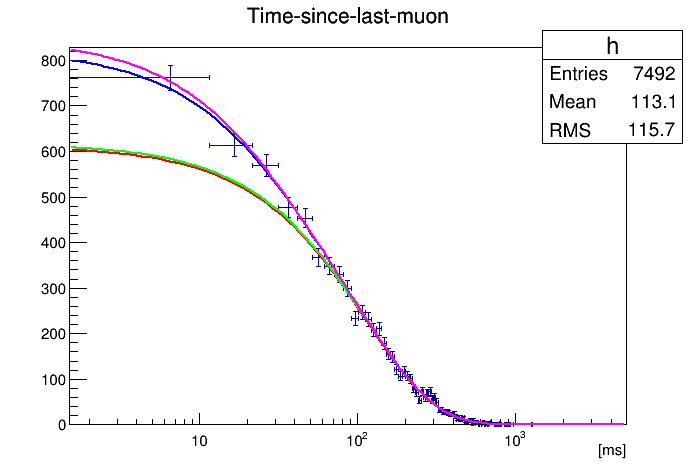 Time-since-last-muon
h
Entries 7492
Mean 113.1
RMS 115.7
800
700
600
500
400
300
200
100
0
10 10² 10³
[ms]